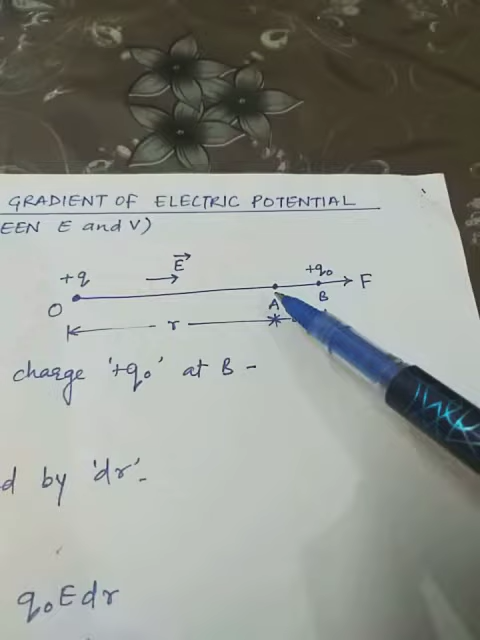 GRADIENT OF ELECTRIC POTENTIAL
EEN E and V)
+q
E
+q₀
F
O
A
B
r
charge '+q₀' at B -
d by 'dr'-
q₀Edr